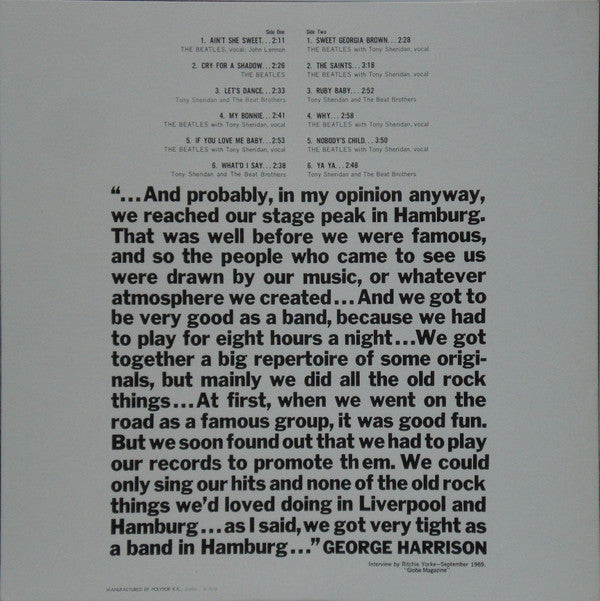 Side One
1. AIN'T SHE SWEET...2:11
THE BEATLES, vocal: John Lennon
2. CRY FOR A SHADOW...2:26
THE BEATLES
3. LET'S DANCE...2:33
Tony Sheridan and The Beat Brothers
4. MY BONNIE...2:41
THE BEATLES with Tony Sheridan, vocal
5. IF YOU LOVE ME BABY...2:53
THE BEATLES with Tony Sheridan, vocal
6. WHAT'D I SAY...2:38
Tony Sheridan and The Beat Brothers
Side Two
1. SWEET GEORGIA BROWN...2:28
THE BEATLES with Tony Sheridan, vocal
2. THE SAINTS...3:18
THE BEATLES with Tony Sheridan, vocal
3. RUBY BABY...2:52
Tony Sheridan and The Beat Brothers
4. WHY...2:58
THE BEATLES with Tony Sheridan, vocal
5. NOBODY'S CHILD...3:50
THE BEATLES with Tony Sheridan, vocal
6. YA YA...2:48
Tony Sheridan and The Beat Brothers
“...And probably, in my opinion anyway,
we reached our stage peak in Hamburg.
That was well before we were famous,
and so the people who came to see us
were drawn by our music, or whatever
atmosphere we created...And we got to
be very good as a band, because we had
to play for eight hours a night...We got
together a big repertoire of some origi-
nals, but mainly we did all the old rock
things...At first, when we went on the
road as a famous group, it was good fun.
But we soon found out that we had to play
our records to promote them. We could
only sing our hits and none of the old rock
things we'd loved doing in Liverpool and
Hamburg...as I said, we got very tight as
a band in Hamburg...” GEORGE HARRISON
Interview by Ritchie Yorke—September 1969.
"Globe Magazine"
MANUFACTURED BY POLYDOR K.K.